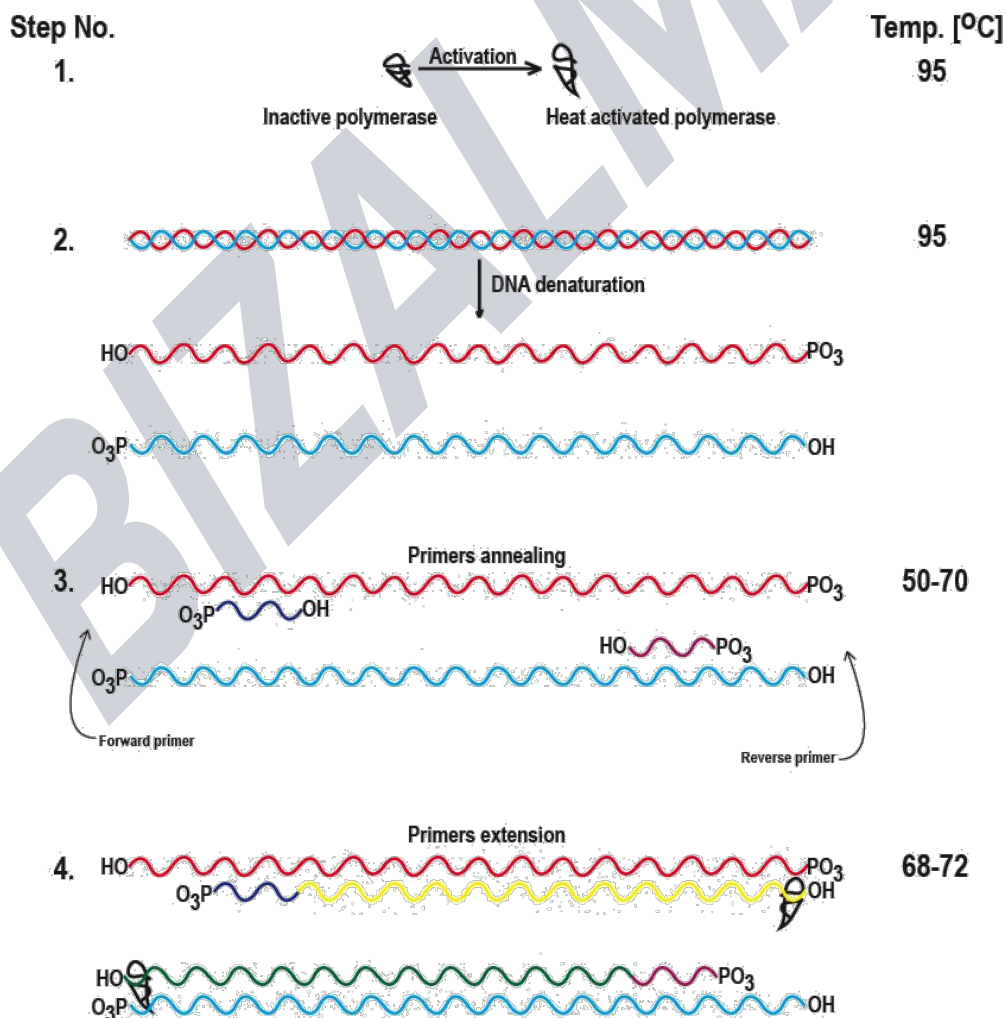 Step No.
Temp. [°C]
1.
Activation
95
Inactive polymerase
Heat activated polymerase
2.
95
DNA denaturation
HO
PO3
O3P
OH
Primers annealing
3.
HO
PO3
50-70
O3P
OH
HO
PO3
O3P
OH
Forward primer
Reverse primer
Primers extension
4.
HO
PO3
68-72
O3P
OH
HO
PO3
O3P
OH
BIZALM